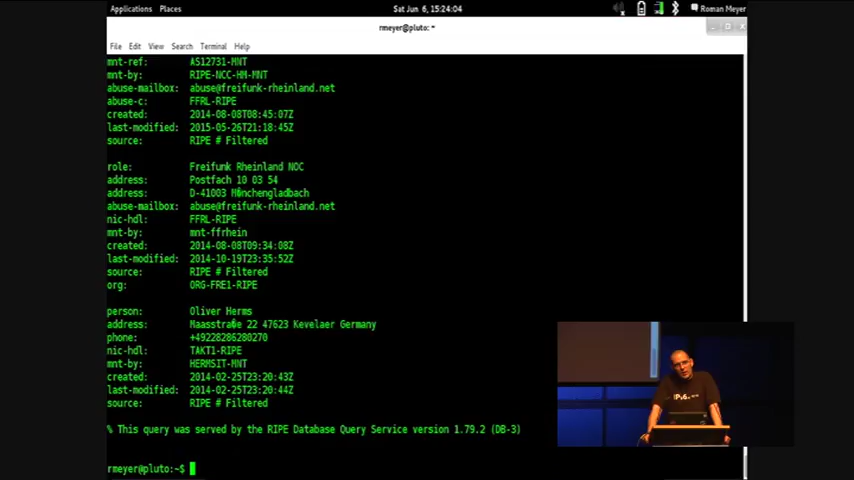 Applications Places Sat Jun 6, 15:24:04 Roman Meyer
rmeyer@pluto: ~
File Edit View Search Terminal Help
mnt-ref: AS12731-MNT
mnt-by: RIPE-NCC-HM-MNT
abuse-mailbox: abuse@freifunk-rheinland.net
abuse-c: FFRL-RIPE
created: 2014-08-08T08:45:07Z
last-modified: 2015-05-26T21:18:45Z
source: RIPE # Filtered
role: Freifunk Rheinland NOC
address: Postfach 10 03 54
address: D-41003 M�nchengladbach
abuse-mailbox: abuse@freifunk-rheinland.net
nic-hdl: FFRL-RIPE
mnt-by: mnt-ffrhein
created: 2014-08-08T09:34:08Z
last-modified: 2014-10-19T23:35:52Z
source: RIPE # Filtered
org: ORG-FRE1-RIPE
person: Oliver Herms
address: Maasstra�e 22 47623 Kevelaer Germany
phone: +49228286280270
nic-hdl: TAKT1-RIPE
mnt-by: HERMSIT-MNT
created: 2014-02-25T23:20:43Z
last-modified: 2014-02-25T23:20:44Z
source: RIPE # Filtered
% This query was served by the RIPE Database Query Service version 1.79.2 (DB-3)
rmeyer@pluto:~$